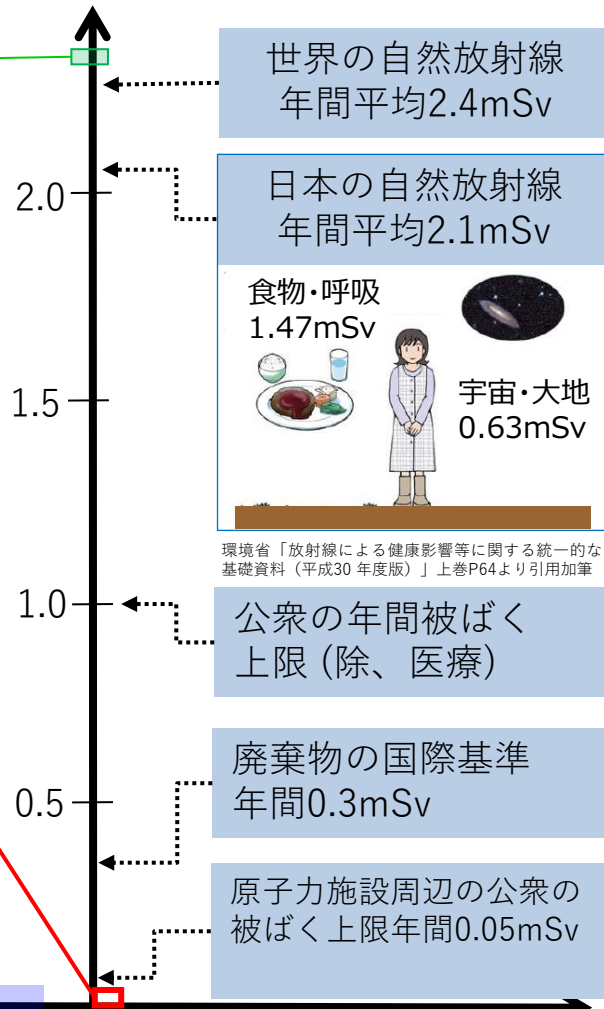 世界の自然放射線
年間平均2.4mSv
2.0
日本の自然放射線
年間平均2.1mSv
食物・呼吸
1.47mSv
1.5
宇宙・大地
0.63mSv
環境省「放射線による健康影響等に関する統一的な
基礎資料（平成30 年度版）」上巻P64より引用加筆
1.0
公衆の年間被ばく
上限 (除、医療)
廃棄物の国際基準
年間0.3mSv
0.5
原子力施設周辺の公衆の
被ばく上限年間0.05mSv